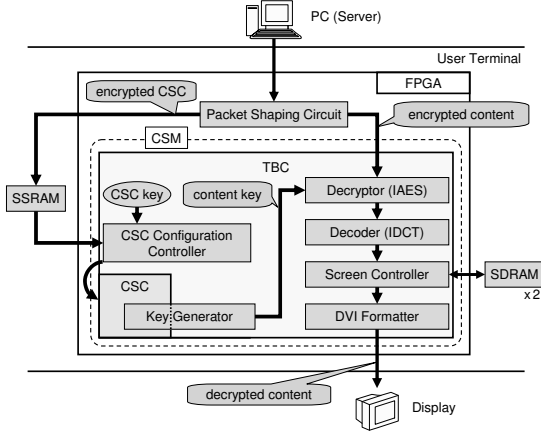 PC (Server)
User Terminal
FPGA
encrypted CSC
Packet Shaping Circuit
encrypted content
CSM
TBC
SSRAM
CSC key
content key
Decryptor (IAES)
CSC Configuration
Controller
Decoder (IDCT)
CSC
Screen Controller
SDRAM
x 2
Key Generator
DVI Formatter
decrypted content
Display